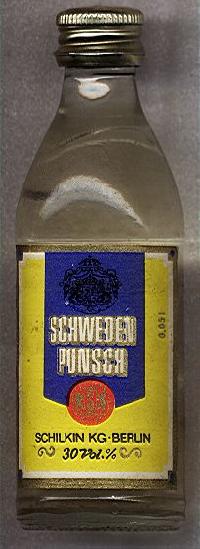 SCHWEDEN
PUNSCH
0,05 l
SCHILKIN KG·BERLIN
30 Vol.%